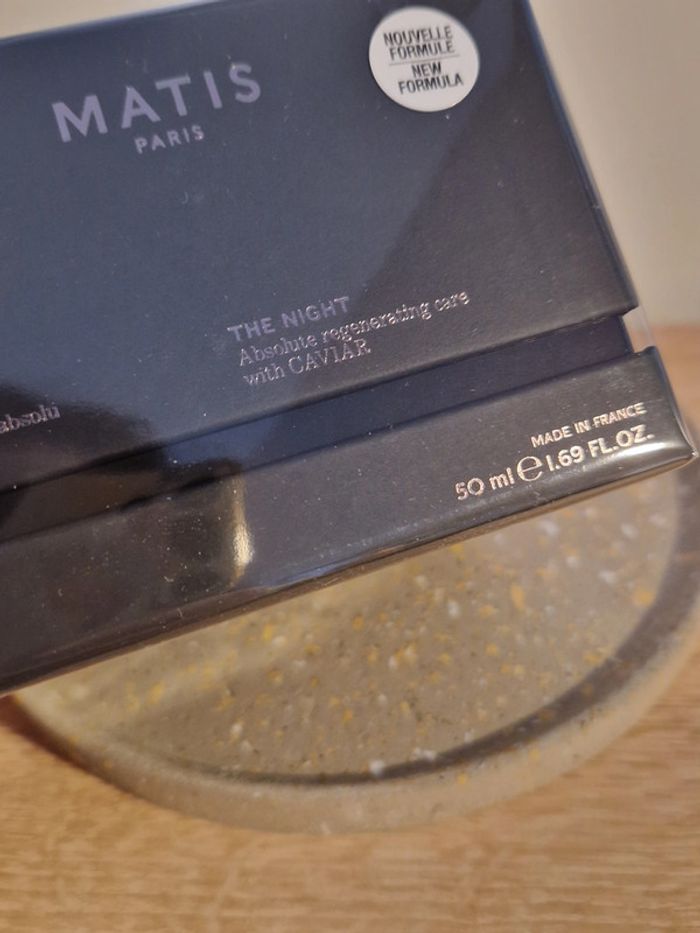 MATIS
PARIS
NOUVELLE
FORMULE
NEW
FORMULA
THE NIGHT
Absolute regenerating care
with CAVIAR
absolu
MADE IN FRANCE
50 ml ℮ 1.69 FL.OZ.